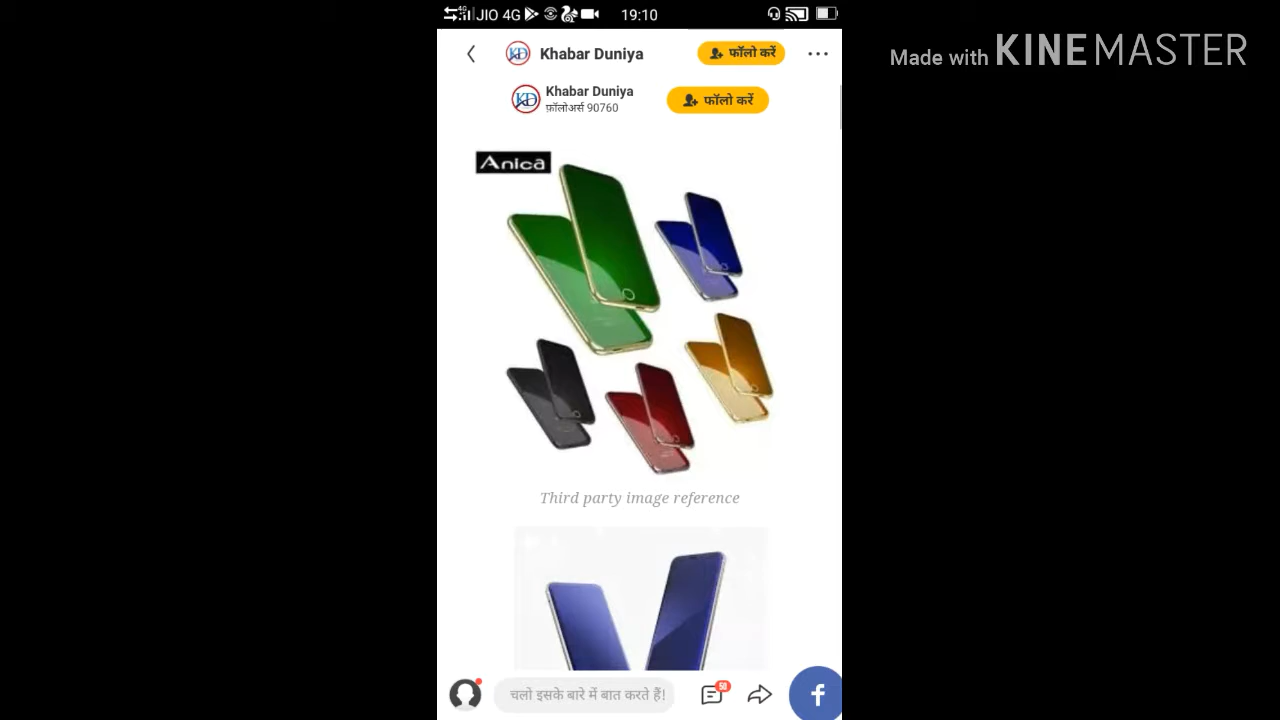 4G JIO 4G 19:10
Made with KINEMASTER
Khabar Duniya फॉलो करें
Khabar Duniya
फ़ॉलोअर्स 90760
फॉलो करें
Anica
Third party image reference
चलो इसके बारे में बात करते हैं!
f